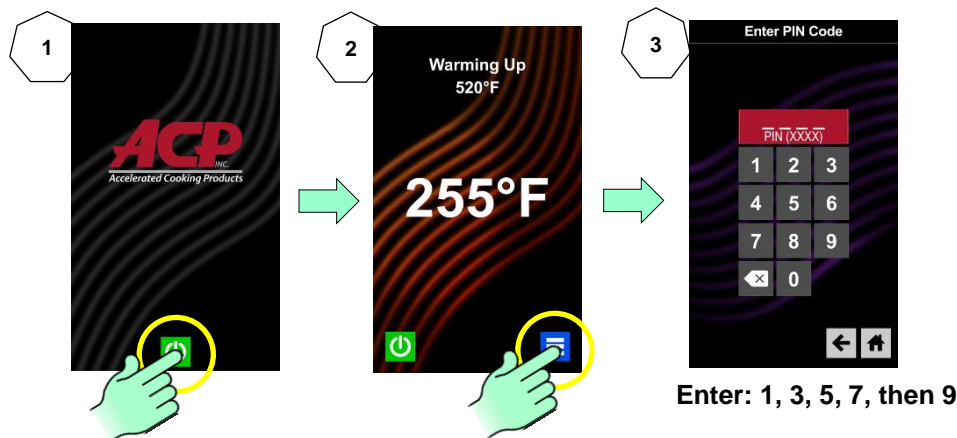 1
ACP
INC.
Accelerated Cooking Products
2
Warming Up
520°F
255°F
3
Enter PIN Code
_ _ _ _
PIN (XXXX)
1 2 3
4 5 6
7 8 9
0
Enter: 1, 3, 5, 7, then 9